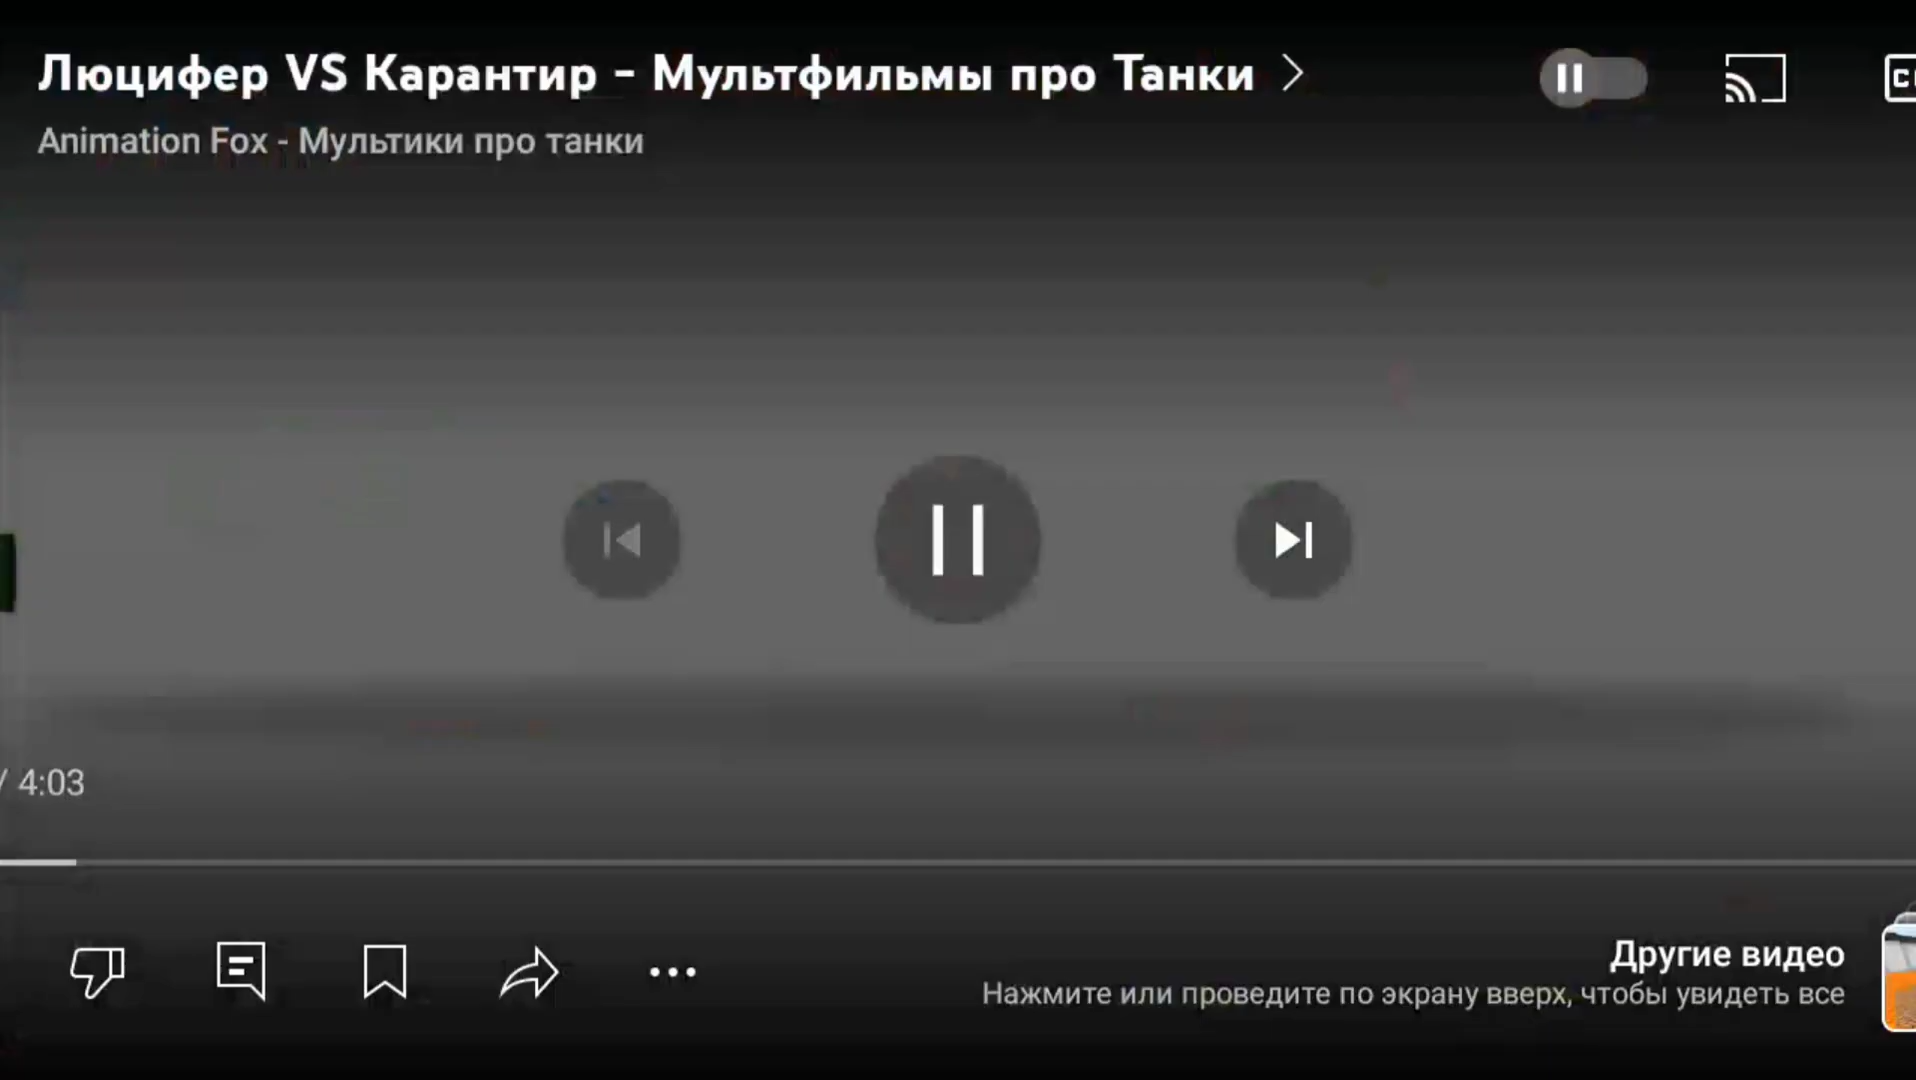 Люцифер VS Карантир - Мультфильмы про Танки
Animation Fox - Мультики про танки
/ 4:03
Другие видео
Нажмите или проведите по экрану вверх, чтобы увидеть все